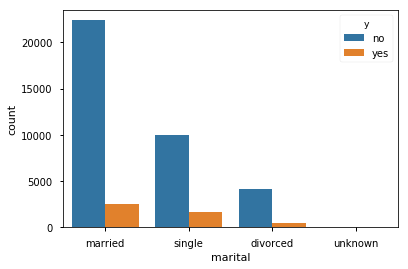 y
no
yes
20000
15000
10000
5000
0
count
married single divorced unknown
marital